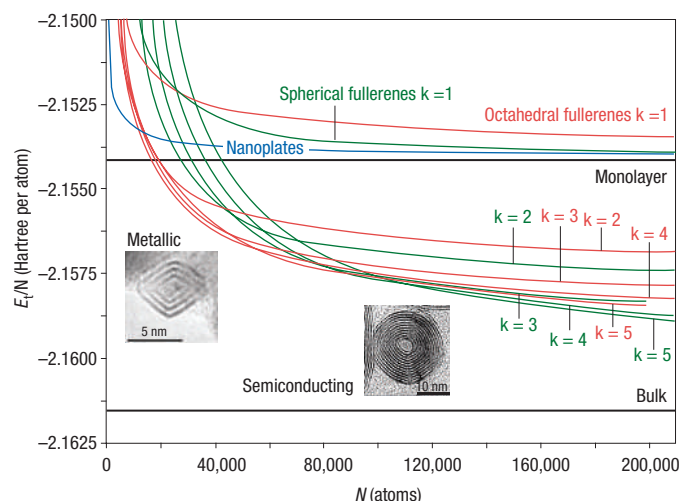 –2.1500
–2.1525
–2.1550
–2.1575
–2.1600
–2.1625
Eₜ/N (Hartree per atom)
Spherical fullerenes k =1
Octahedral fullerenes k =1
Nanoplates
Monolayer
k = 2
k = 3
k = 2
k = 4
Metallic
5 nm
k = 3
k = 4
k = 5
k = 5
Semiconducting
10 nm
Bulk
0
40,000
80,000
120,000
160,000
200,000
N (atoms)